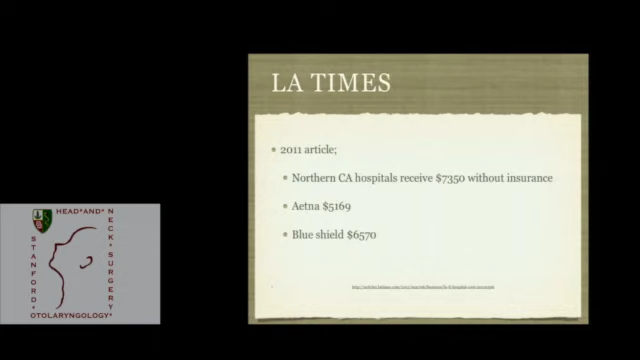 LA TIMES
2011 article;
Northern CA hospitals receive $7350 without insurance
Aetna $5169
Blue shield $6570
HEAD*AND*
NECK* SURGERY
STANFORD
OTOLARYNGOLOGY*